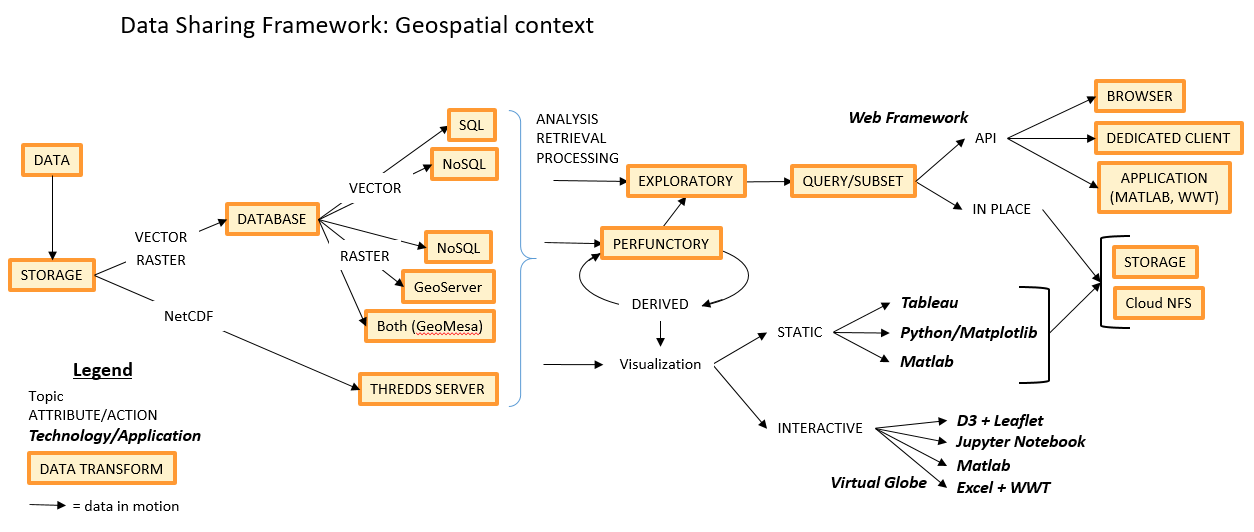 Data Sharing Framework: Geospatial context
DATA
STORAGE
VECTOR
RASTER
NetCDF
DATABASE
VECTOR
RASTER
SQL
NoSQL
NoSQL
GeoServer
Both (GeoMesa)
THREDDS SERVER
ANALYSIS
RETRIEVAL
PROCESSING
EXPLORATORY
PERFUNCTORY
DERIVED
Visualization
QUERY/SUBSET
Web Framework
API
IN PLACE
BROWSER
DEDICATED CLIENT
APPLICATION
(MATLAB, WWT)
STORAGE
Cloud NFS
STATIC
Tableau
Python/Matplotlib
Matlab
INTERACTIVE
D3 + Leaflet
Jupyter Notebook
Matlab
Virtual Globe
Excel + WWT
Legend
Topic
ATTRIBUTE/ACTION
Technology/Application
DATA TRANSFORM
= data in motion